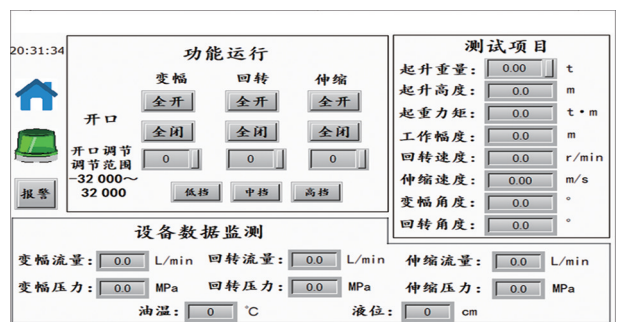 20:31:34
报警
功能运行
变幅 回转 伸缩
开口 全开 全开 全开
全闭 全闭 全闭
开口调节
调节范围
-32 000～
32 000
0 0 0
低挡 中挡 高挡
测试项目
起升重量： 0.00 t
起升高度： 0.0 m
起重力矩： 0.0 t·m
工作幅度： 0.0 m
回转速度： 0.0 r/min
伸缩速度： 0.00 m/s
变幅角度： 0.0 °
回转角度： 0.0 °
设备数据监测
变幅流量： 0.0 L/min 回转流量： 0.0 L/min 伸缩流量： 0.0 L/min
变幅压力： 0.0 MPa 回转压力： 0.0 MPa 伸缩压力： 0.0 MPa
油温： 0 ℃ 液位： 0 cm